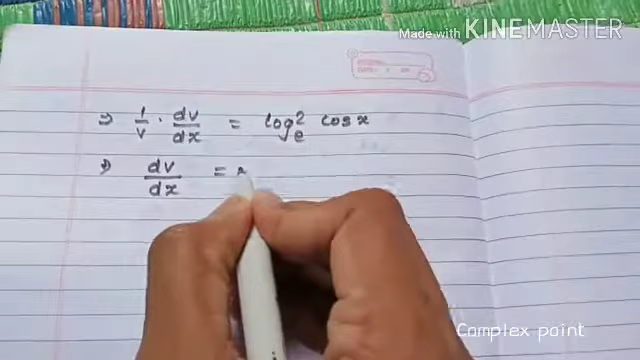 Made with KINEMASTER
⇒ 1/v · dv/dx = log_e^2 cos x
⇒ dv/dx =
Complex point